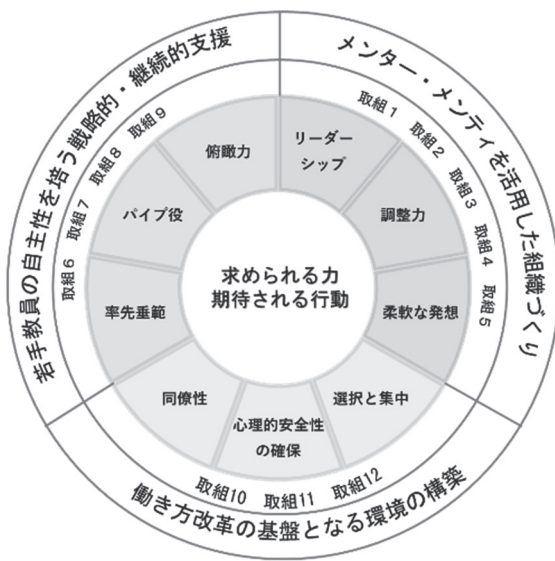 メンター・メンティを活用した組織づくり
取組1
取組2
取組3
取組4
取組5
リーダー
シップ
調整力
柔軟な発想
働き方改革の基盤となる環境の構築
取組10
取組11
取組12
選択と集中
心理的安全性
の確保
同僚性
若手教員の自主性を培う戦略的・継続的支援
取組6
取組7
取組8
取組9
率先垂範
パイプ役
俯瞰力
求められる力
期待される行動